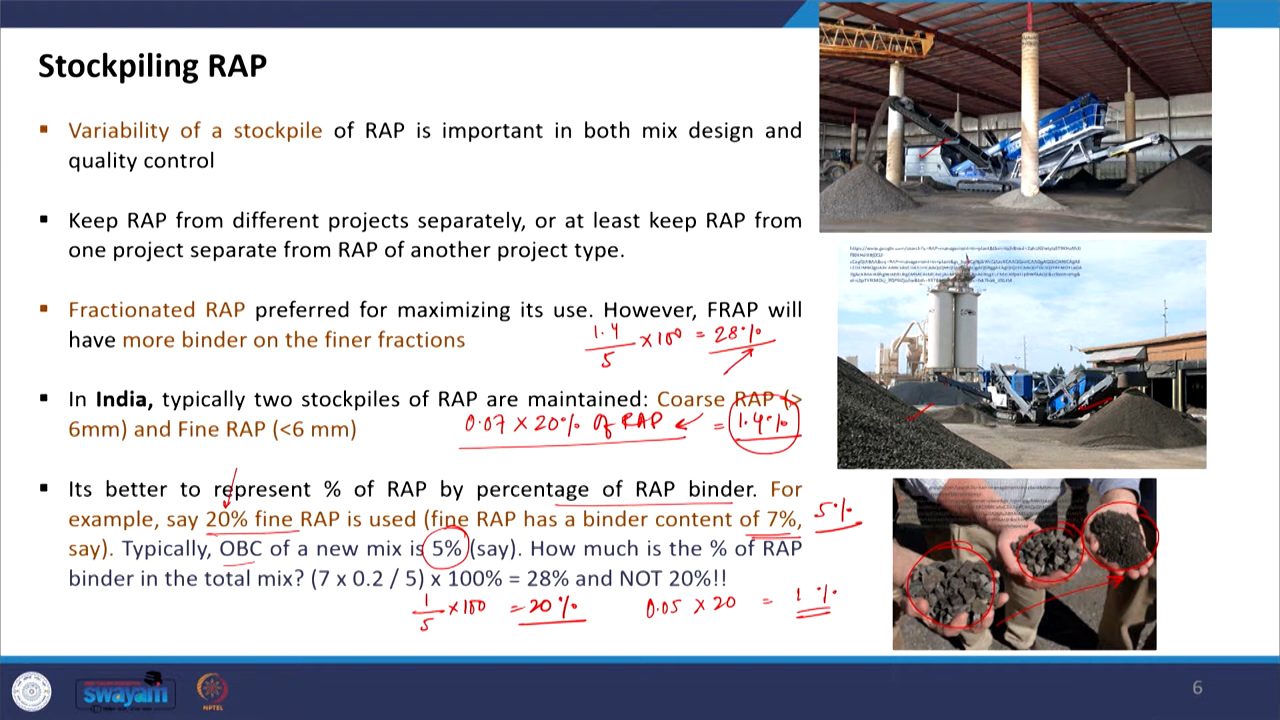 Stockpiling RAP
▪ Variability of a stockpile of RAP is important in both mix design and
quality control
▪ Keep RAP from different projects separately, or at least keep RAP from
one project separate from RAP of another project type.
▪ Fractionated RAP preferred for maximizing its use. However, FRAP will
have more binder on the finer fractions
1.4
/5 x 100 = 28%
▪ In India, typically two stockpiles of RAP are maintained: Coarse RAP (>
6mm) and Fine RAP (<6 mm)
0.07 x 20% of RAP = 1.4%
▪ Its better to represent % of RAP by percentage of RAP binder. For
example, say 20% fine RAP is used (fine RAP has a binder content of 7%,
5%
say). Typically, OBC of a new mix is 5% (say). How much is the % of RAP
binder in the total mix? (7 x 0.2 / 5) x 100% = 28% and NOT 20%!!
1/5 x 100 = 20%
0.05 x 20 = 1%
swayam
NPTEL
6